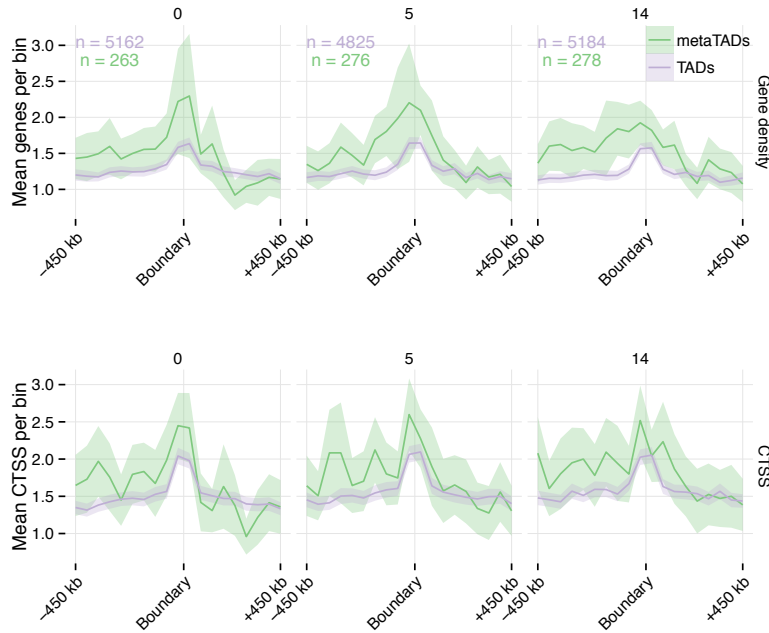 0 5 14
Mean genes per bin
3.0
2.5
2.0
1.5
1.0
n = 5162
n = 263
n = 4825
n = 276
n = 5184
n = 278
metaTADs
TADs
Gene density
−450 kb Boundary +450 kb −450 kb Boundary +450 kb −450 kb Boundary +450 kb
0 5 14
Mean CTSS per bin
3.0
2.5
2.0
1.5
1.0
CTSS
−450 kb Boundary +450 kb −450 kb Boundary +450 kb −450 kb Boundary +450 kb